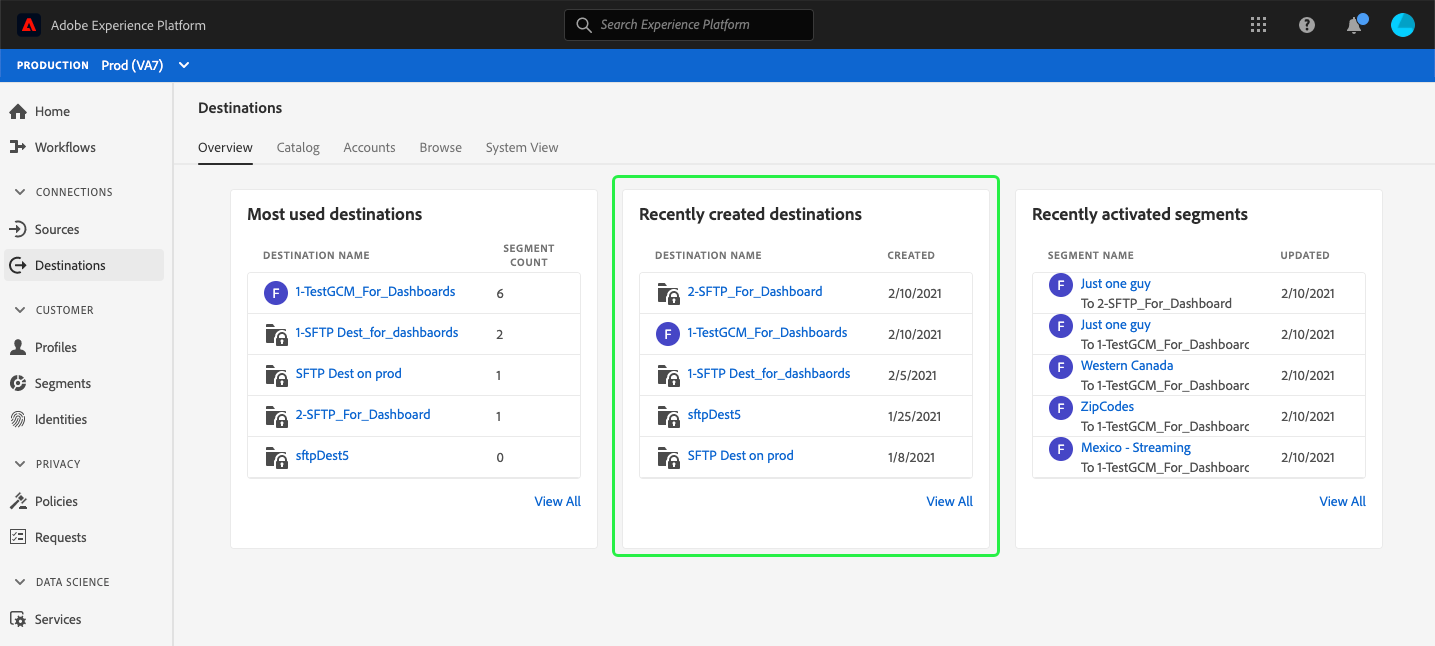 Adobe Experience Platform
Search Experience Platform
PRODUCTION Prod (VA7)
Home
Workflows
CONNECTIONS
Sources
Destinations
CUSTOMER
Profiles
Segments
Identities
PRIVACY
Policies
Requests
DATA SCIENCE
Services
Destinations
Overview Catalog Accounts Browse System View
Most used destinations
DESTINATION NAME SEGMENT
COUNT
F 1-TestGCM_For_Dashboards 6
1-SFTP Dest_for_dashbaords 2
SFTP Dest on prod 1
2-SFTP_For_Dashboard 1
sftpDest5 0
View All
Recently created destinations
DESTINATION NAME CREATED
2-SFTP_For_Dashboard 2/10/2021
F 1-TestGCM_For_Dashboards 2/10/2021
1-SFTP Dest_for_dashbaords 2/5/2021
sftpDest5 1/25/2021
SFTP Dest on prod 1/8/2021
View All
Recently activated segments
SEGMENT NAME UPDATED
F Just one guy
To 2-SFTP_For_Dashboard 2/10/2021
F Just one guy
To 1-TestGCM_For_Dashboarc 2/10/2021
F Western Canada
To 1-TestGCM_For_Dashboarc 2/10/2021
F ZipCodes
To 1-TestGCM_For_Dashboarc 2/10/2021
F Mexico - Streaming
To 1-TestGCM_For_Dashboarc 2/10/2021
View All